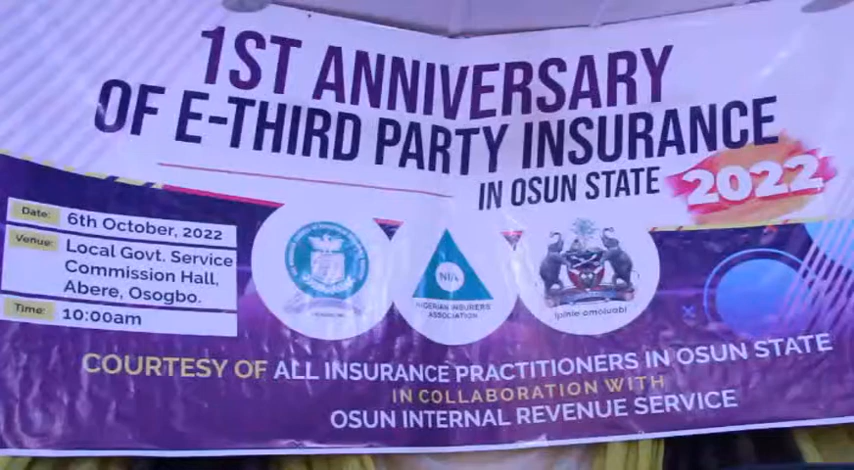 1ST ANNIVERSARY
OF E-THIRD PARTY INSURANCE
IN OSUN STATE
2022
Date:
6th October, 2022
Venue:
Local Govt. Service
Commission Hall,
Abere, Osogbo.
Time:
10:00am
NIA
NIGERIAN INSURERS
ASSOCIATION
Ipinle omoluabi
COURTESY OF ALL INSURANCE PRACTITIONERS IN OSUN STATE
IN COLLABORATION WITH
OSUN INTERNAL REVENUE SERVICE